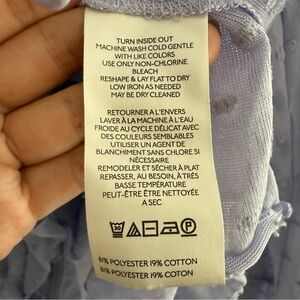 TURN INSIDE OUT
MACHINE WASH COLD GENTLE
WITH LIKE COLORS
USE ONLY NON-CHLORINE
BLEACH
RESHAPE & LAY FLAT TO DRY
LOW IRON AS NEEDED
MAY BE DRY CLEANED
RETOURNER A L'ENVERS
LAVER À LA MACHINE À L'EAU
FROIDE AU CYCLE DÉLICAT AVEC
DES COULEURS SEMBLABLES
UTILISER UN AGENT DE
BLANCHIMENT SANS CHLORE SI
NÉCESSAIRE
REMODELER ET SÉCHER À PLAT
REPASSER, AU BESOIN, À TRÈS
BASSE TEMPÉRATURE
PEUT-ÊTRE ÊTRE NETTOYÉE
A SEC
30 P
81% POLYESTER 19% COTTON
81% POLYESTER 19% COTON